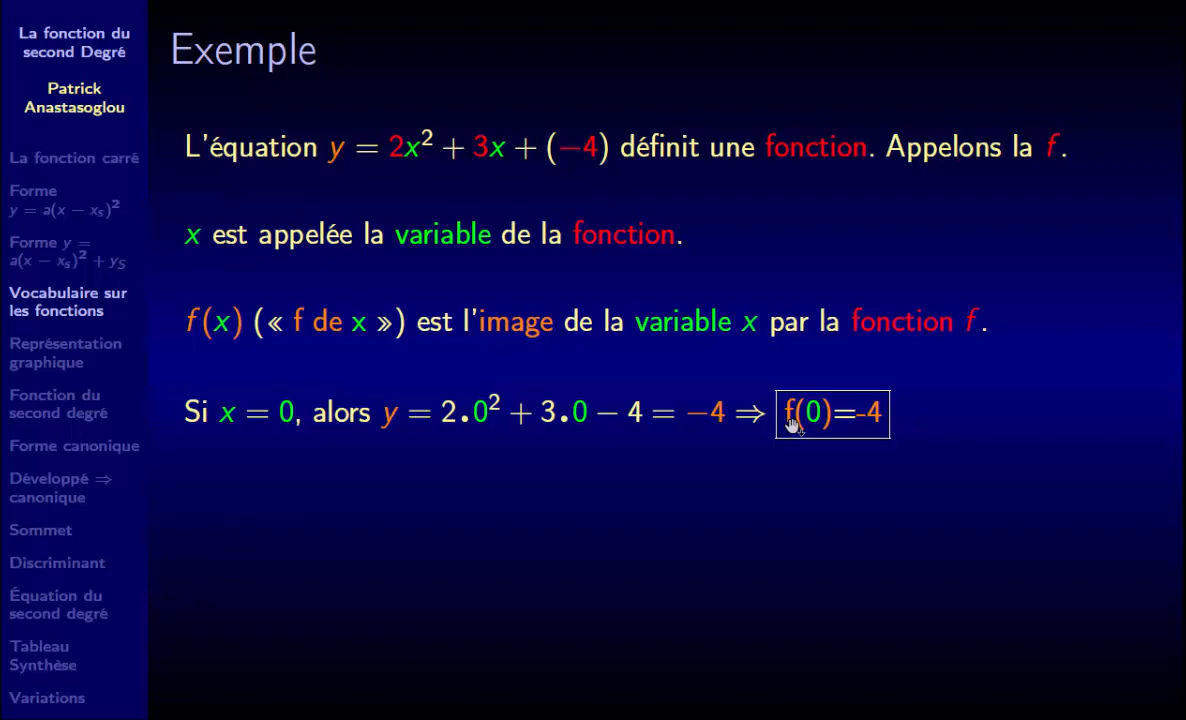 La fonction du
second Degré
Patrick
Anastasoglou
La fonction carré
Forme
y = a(x − xₛ)²
Forme y =
a(x − xₛ)² + y_S
Vocabulaire sur
les fonctions
Représentation
graphique
Fonction du
second degré
Forme canonique
Développé ⇒
canonique
Sommet
Discriminant
Équation du
second degré
Tableau
Synthèse
Variations
Exemple
L'équation y = 2x² + 3x + (−4) définit une fonction. Appelons la f.
x est appelée la variable de la fonction.
f(x) (« f de x ») est l'image de la variable x par la fonction f.
Si x = 0, alors y = 2.0² + 3.0 − 4 = −4 ⇒ f(0)=-4